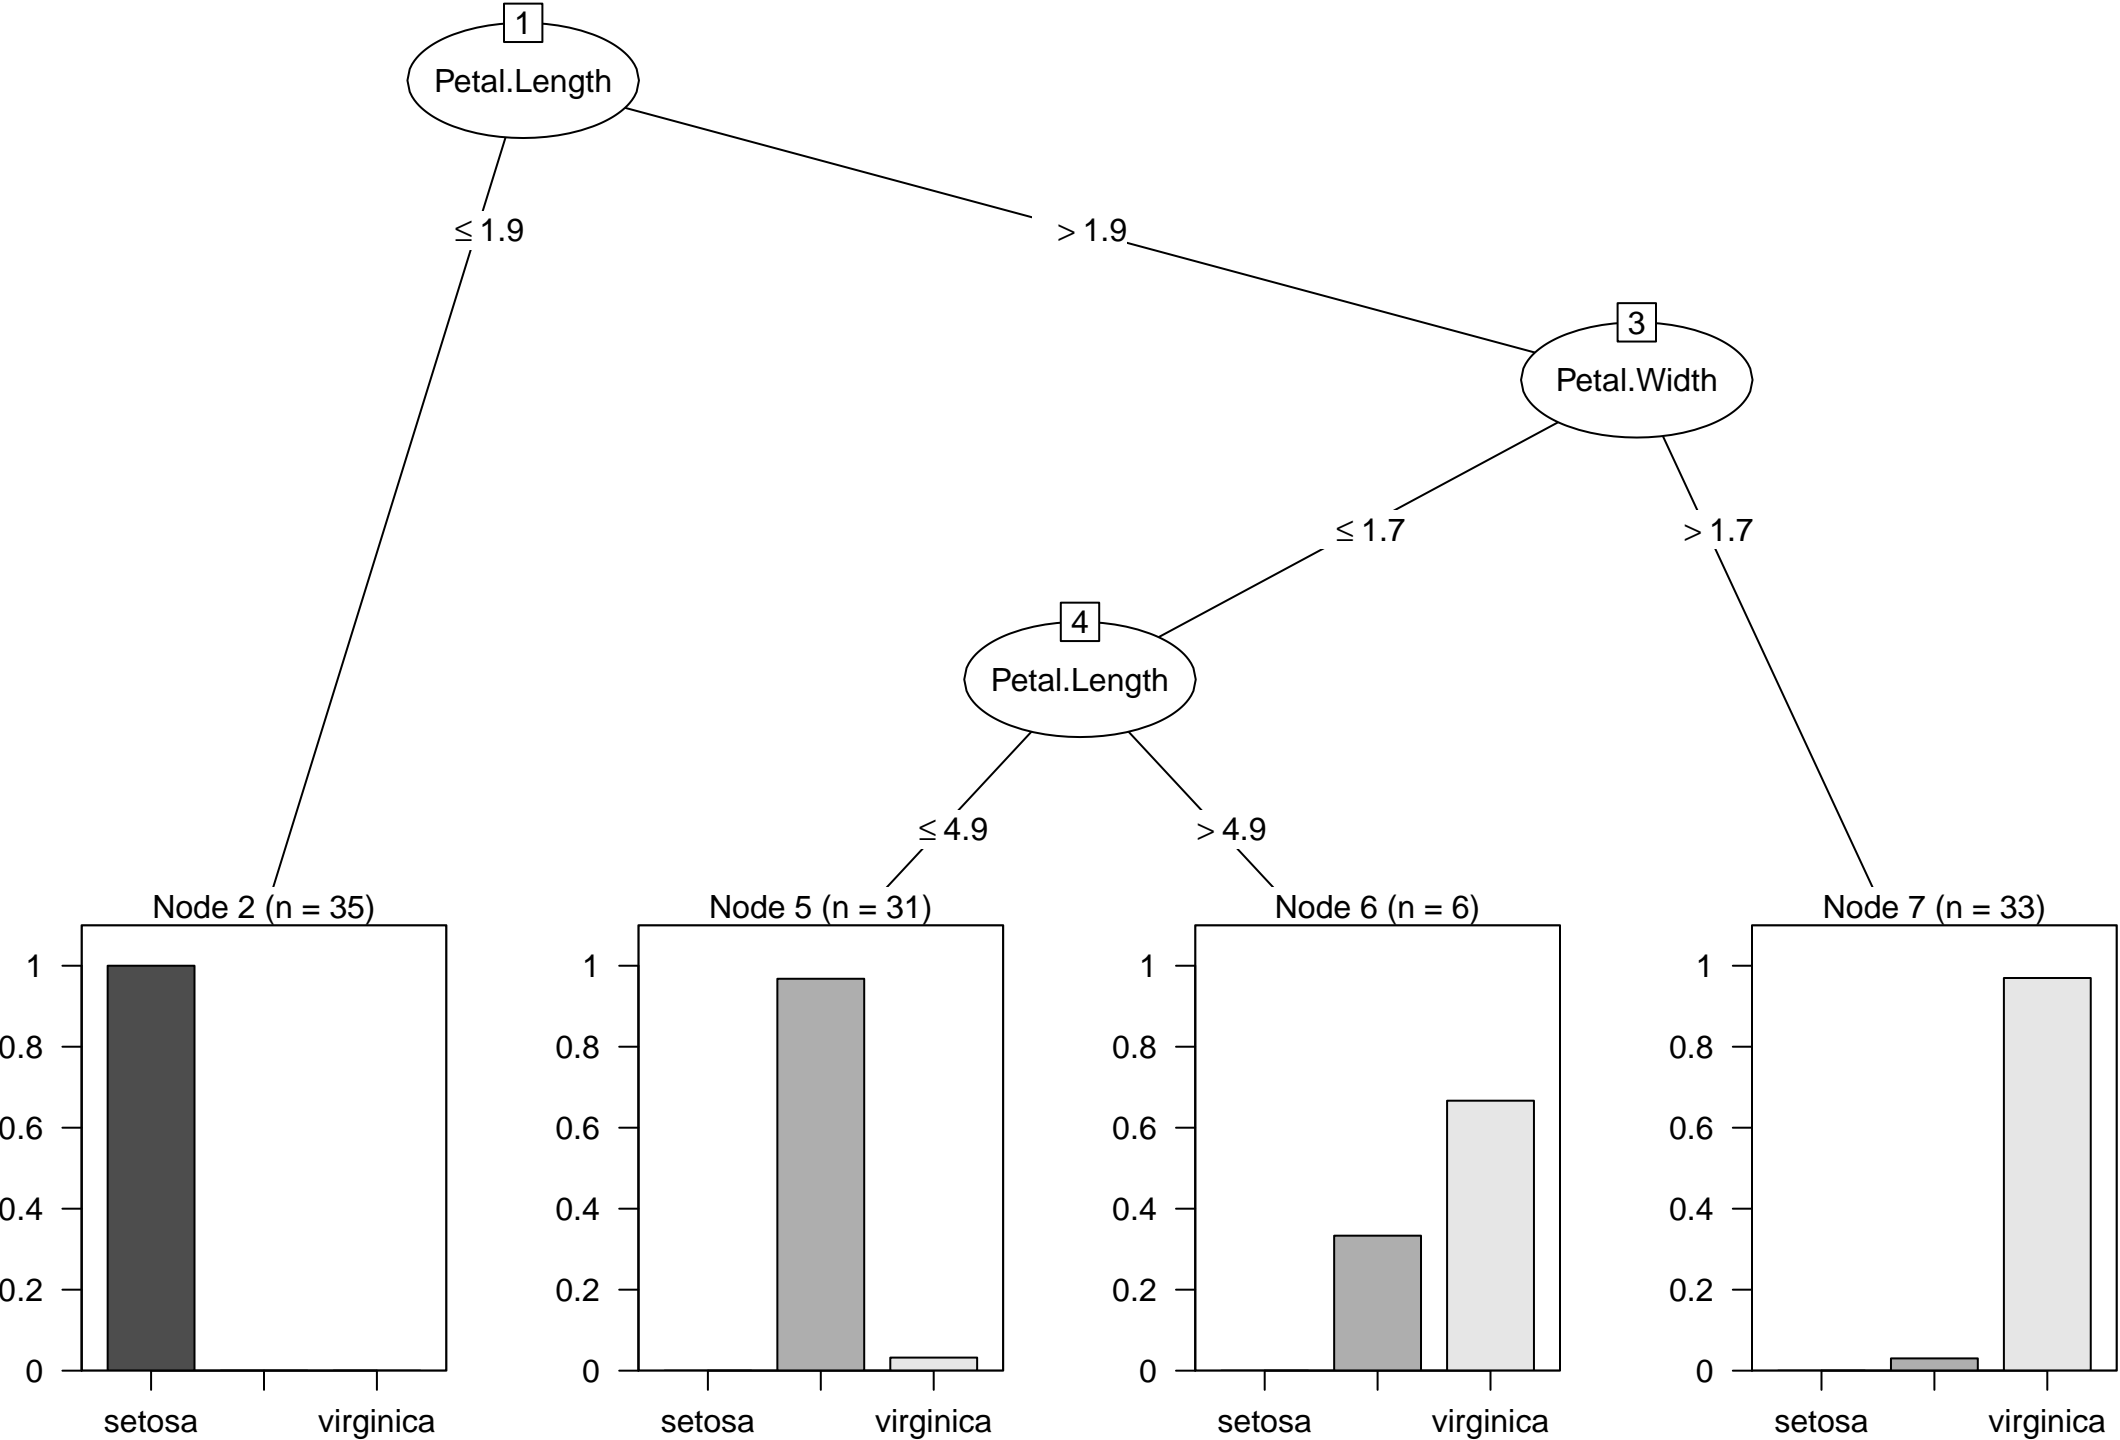 1
Petal.Length
≤ 1.9
> 1.9
3
Petal.Width
≤ 1.7
> 1.7
4
Petal.Length
≤ 4.9
> 4.9
Node 2 (n = 35)
1
0.8
0.6
0.4
0.2
0
setosa
virginica
Node 5 (n = 31)
1
0.8
0.6
0.4
0.2
0
setosa
virginica
Node 6 (n = 6)
1
0.8
0.6
0.4
0.2
0
setosa
virginica
Node 7 (n = 33)
1
0.8
0.6
0.4
0.2
0
setosa
virginica